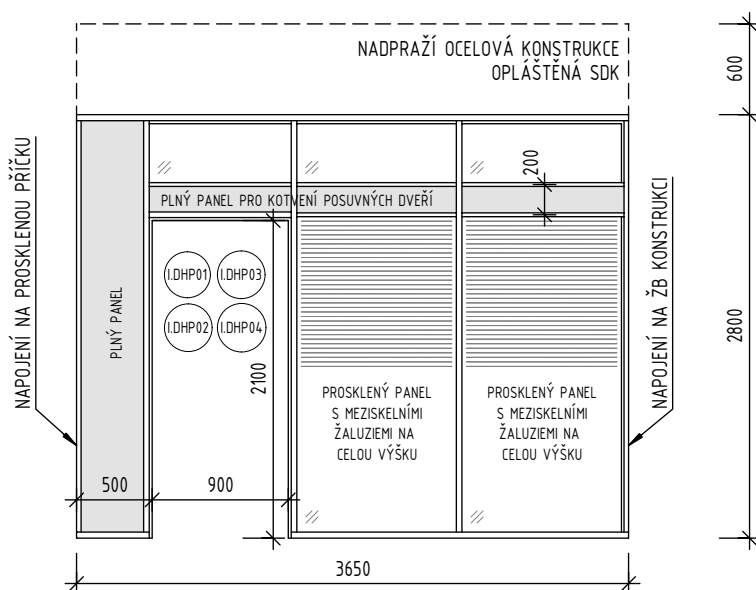 NADPRAŽÍ OCELOVÁ KONSTRUKCE
OPLÁŠTĚNÁ SDK
600
NAPOJENÍ NA PROSKLENOU PŘÍČKU
200
PLNÝ PANEL PRO KOTVENÍ POSUVNÝCH DVEŘÍ
PLNÝ PANEL
I.DHP01
I.DHP03
I.DHP02
I.DHP04
2100
NAPOJENÍ NA ŽB KONSTRUKCI
2800
PROSKLENÝ PANEL
S MEZISKELNÍMI
ŽALUZIEMI NA
CELOU VÝŠKU
PROSKLENÝ PANEL
S MEZISKELNÍMI
ŽALUZIEMI NA
CELOU VÝŠKU
500
900
3650